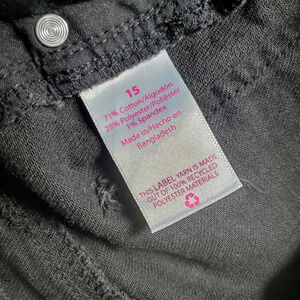 15
71% Cotton/Algodón
28% Polyester/Poliéster
1% Spandex
Made in/Hecho en
Bangladesh
THIS LABEL YARN IS MADE
OUT OF 100% RECYCLED
POLYESTER MATERIALS